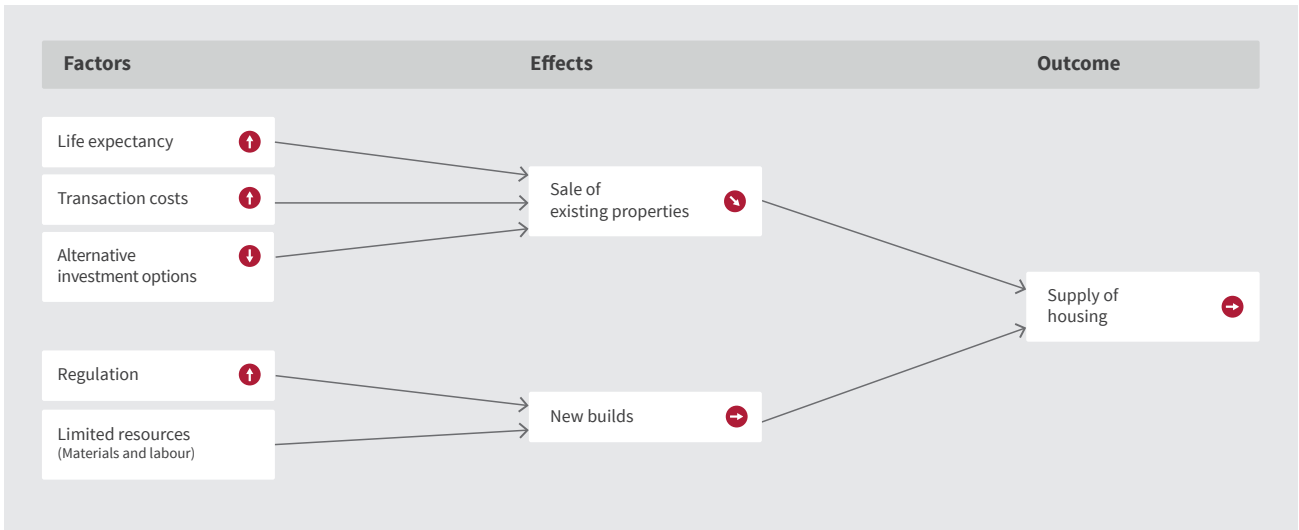 Factors
Effects
Outcome
Life expectancy
Transaction costs
Alternative
investment options
Sale of
existing properties
Supply of
housing
Regulation
Limited resources
(Materials and labour)
New builds